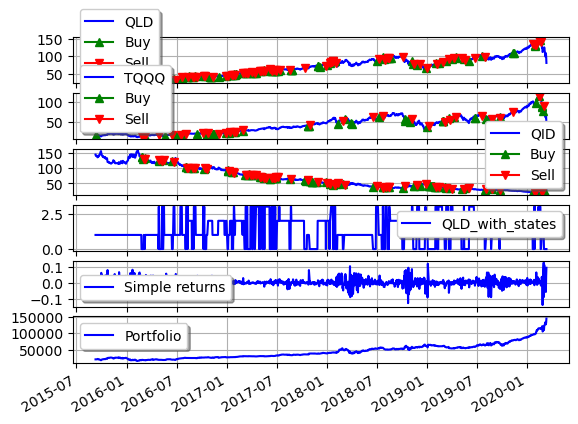 QLD
Buy
Sell
150
100
50
TQQQ
Buy
Sell
100
50
QID
Buy
Sell
150
100
50
QLD_with_states
2.5
0.0
Simple returns
0.1
0.0
−0.1
Portfolio
150000
100000
50000
2015-07 2016-01 2016-07 2017-01 2017-07 2018-01 2018-07 2019-01 2019-07 2020-01